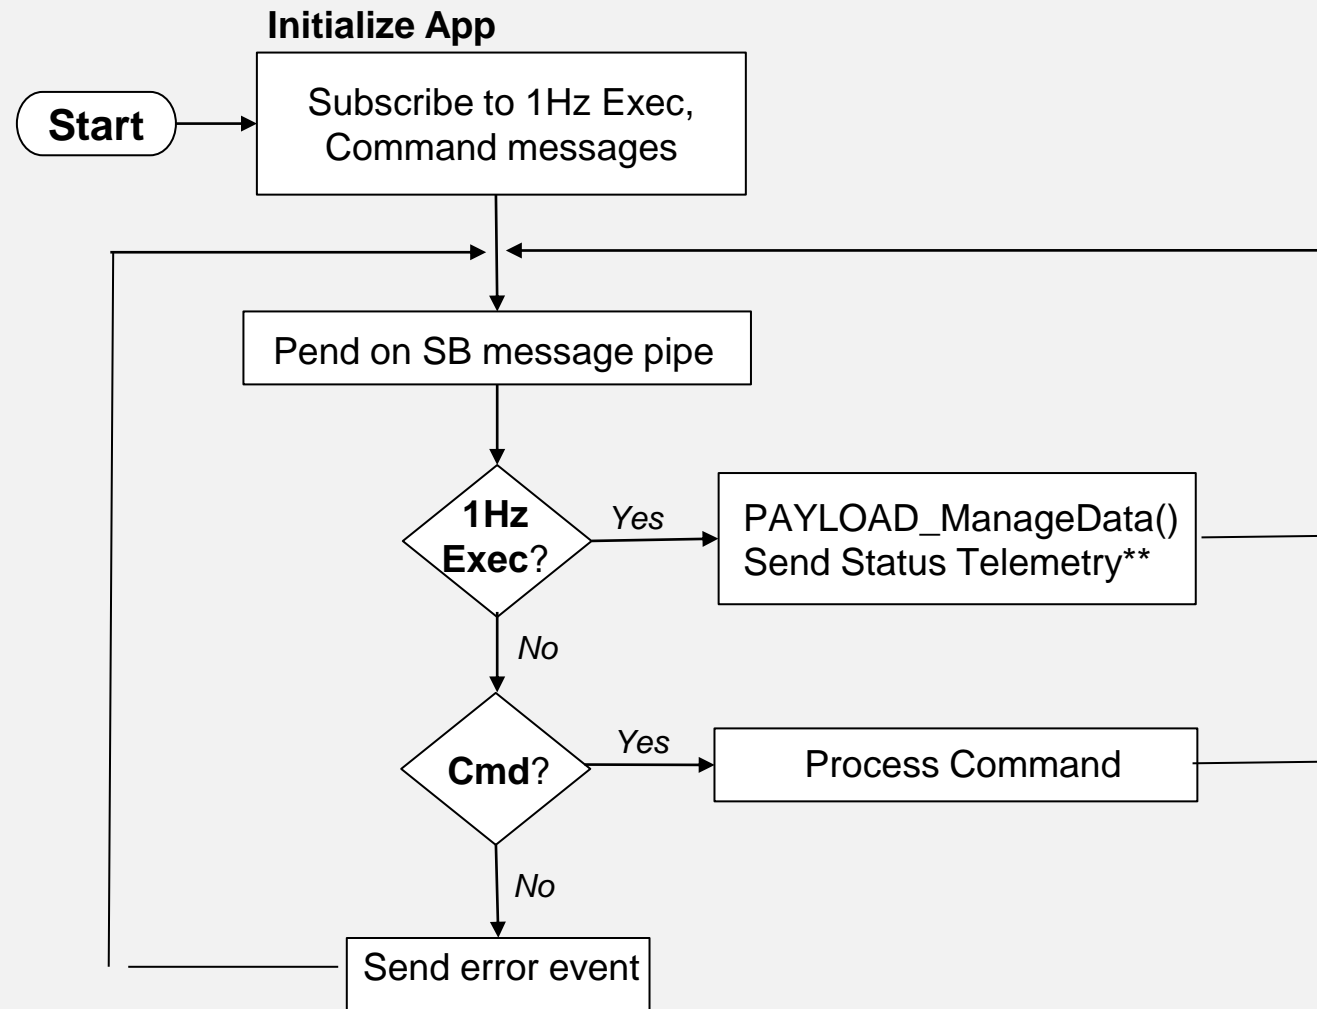 Initialize App
Start
Subscribe to 1Hz Exec,
Command messages
Pend on SB message pipe
1Hz
Exec?
Yes
PAYLOAD_ManageData()
Send Status Telemetry**
No
Cmd?
Yes
Process Command
No
Send error event